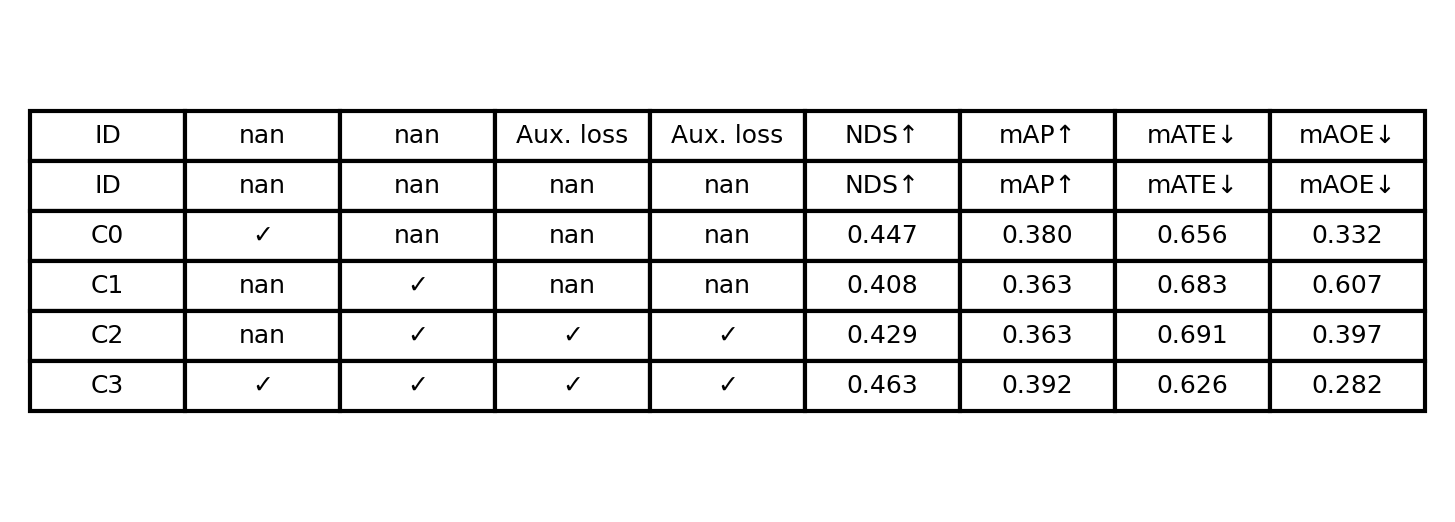 ID nan nan Aux. loss Aux. loss NDS↑ mAP↑ mATE↓ mAOE↓
ID nan nan nan nan NDS↑ mAP↑ mATE↓ mAOE↓
C0 ✓ nan nan nan 0.447 0.380 0.656 0.332
C1 nan ✓ nan nan 0.408 0.363 0.683 0.607
C2 nan ✓ ✓ ✓ 0.429 0.363 0.691 0.397
C3 ✓ ✓ ✓ ✓ 0.463 0.392 0.626 0.282